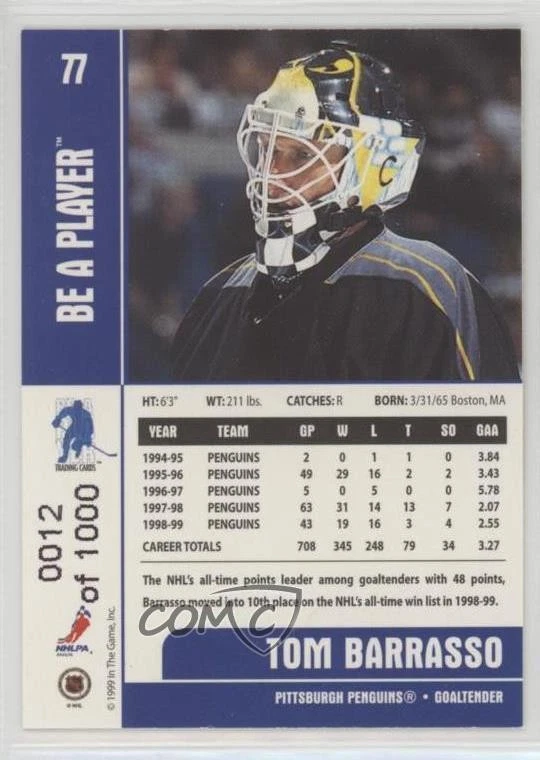 77
BE A PLAYER™
C
HT: 6'3" WT: 211 lbs. CATCHES: R BORN: 3/31/65 Boston, MA
YEAR TEAM GP W L T SO GAA
1994-95 PENGUINS 2 0 1 1 0 3.84
1995-96 PENGUINS 49 29 16 2 2 3.43
1996-97 PENGUINS 5 0 5 0 0 5.78
1997-98 PENGUINS 63 31 14 13 7 2.07
1998-99 PENGUINS 43 19 16 3 4 2.55
CAREER TOTALS 708 345 248 79 34 3.27
The NHL's all-time points leader among goaltenders with 48 points,
Barrasso moved into 10th place on the NHL's all-time win list in 1998-99.
TRADING CARDS
0012
of 1000
NHLPA
© NHL
© 1999 In The Game, Inc.
COMC
TOM BARRASSO
PITTSBURGH PENGUINS® • GOALTENDER